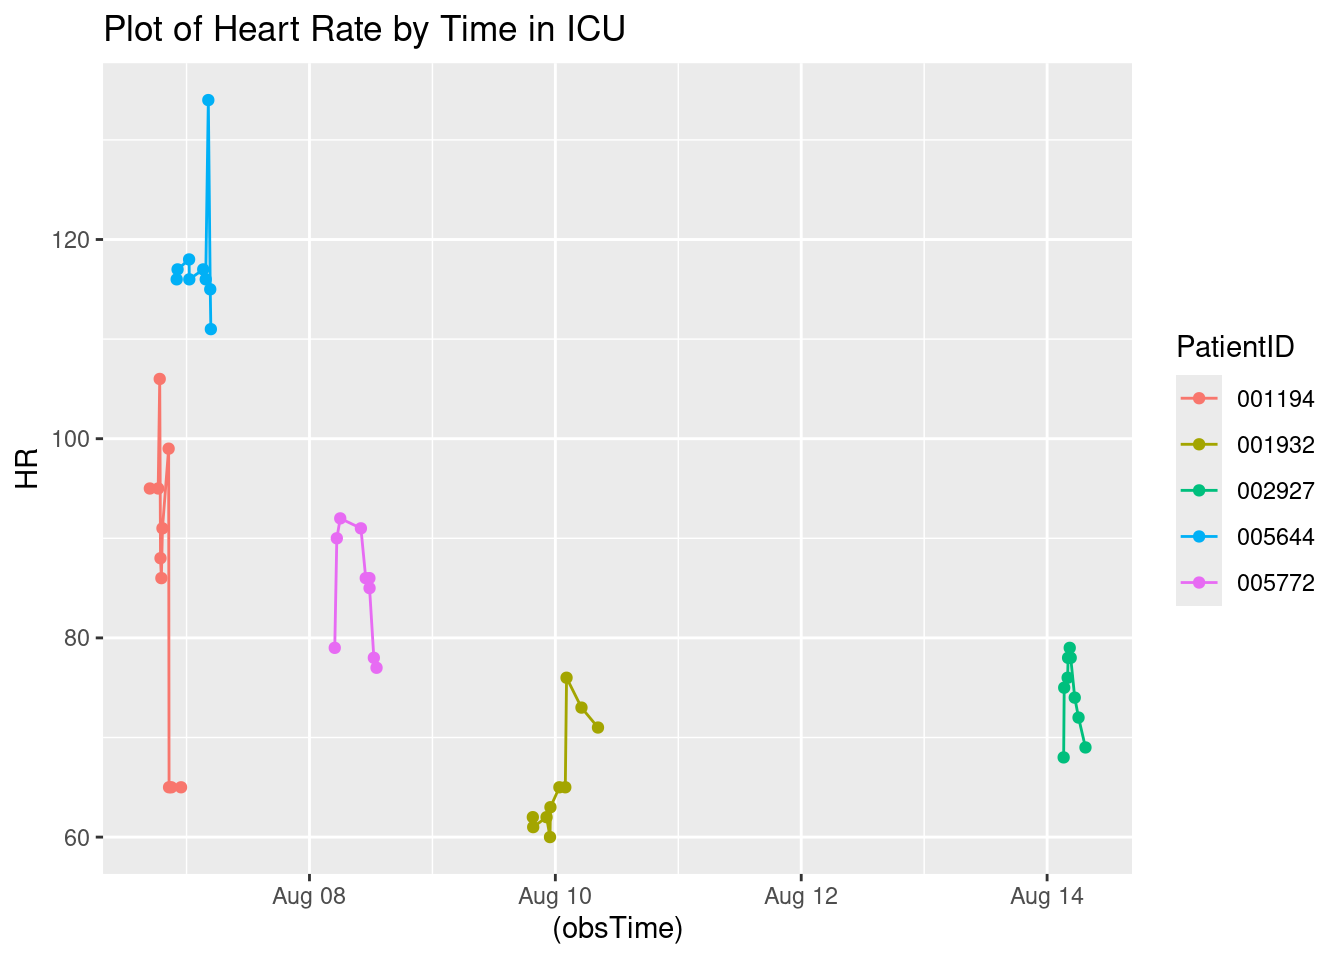 Plot of Heart Rate by Time in ICU
120
100
80
60
HR
Aug 08
Aug 10
Aug 12
Aug 14
(obsTime)
PatientID
001194
001932
002927
005644
005772